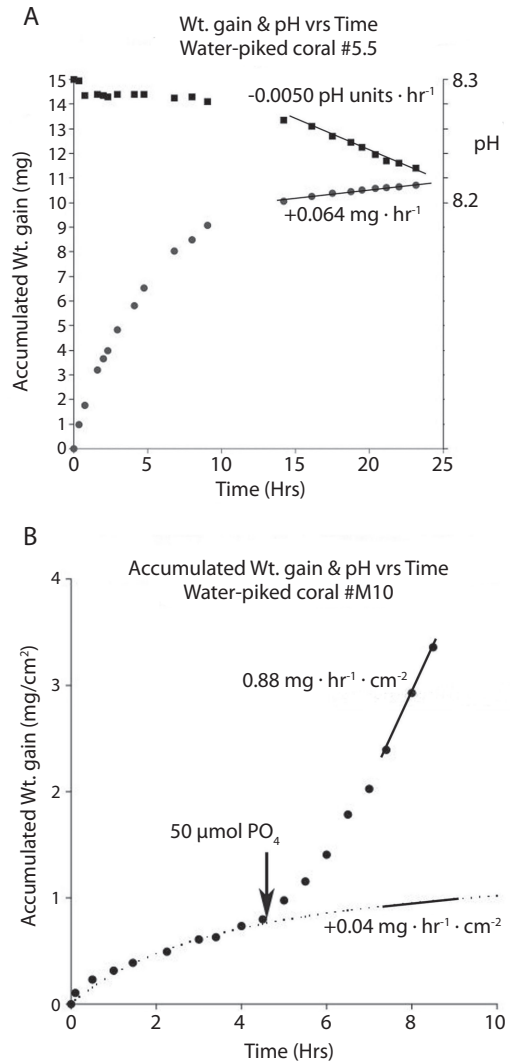 A
Wt. gain & pH vrs Time
Water-piked coral #5.5
15
14
13
12
11
10
9
8
7
6
5
4
3
2
1
0
Accumulated Wt. gain (mg)
8.3
8.2
pH
-0.0050 pH units · hr⁻¹
+0.064 mg · hr⁻¹
0 5 10 15 20 25
Time (Hrs)
B
Accumulated Wt. gain & pH vrs Time
Water-piked coral #M10
4
3
2
1
0
Accumulated Wt. gain (mg/cm²)
0.88 mg · hr⁻¹ · cm⁻²
50 µmol PO₄
+0.04 mg · hr⁻¹ · cm⁻²
0 2 4 6 8 10
Time (Hrs)